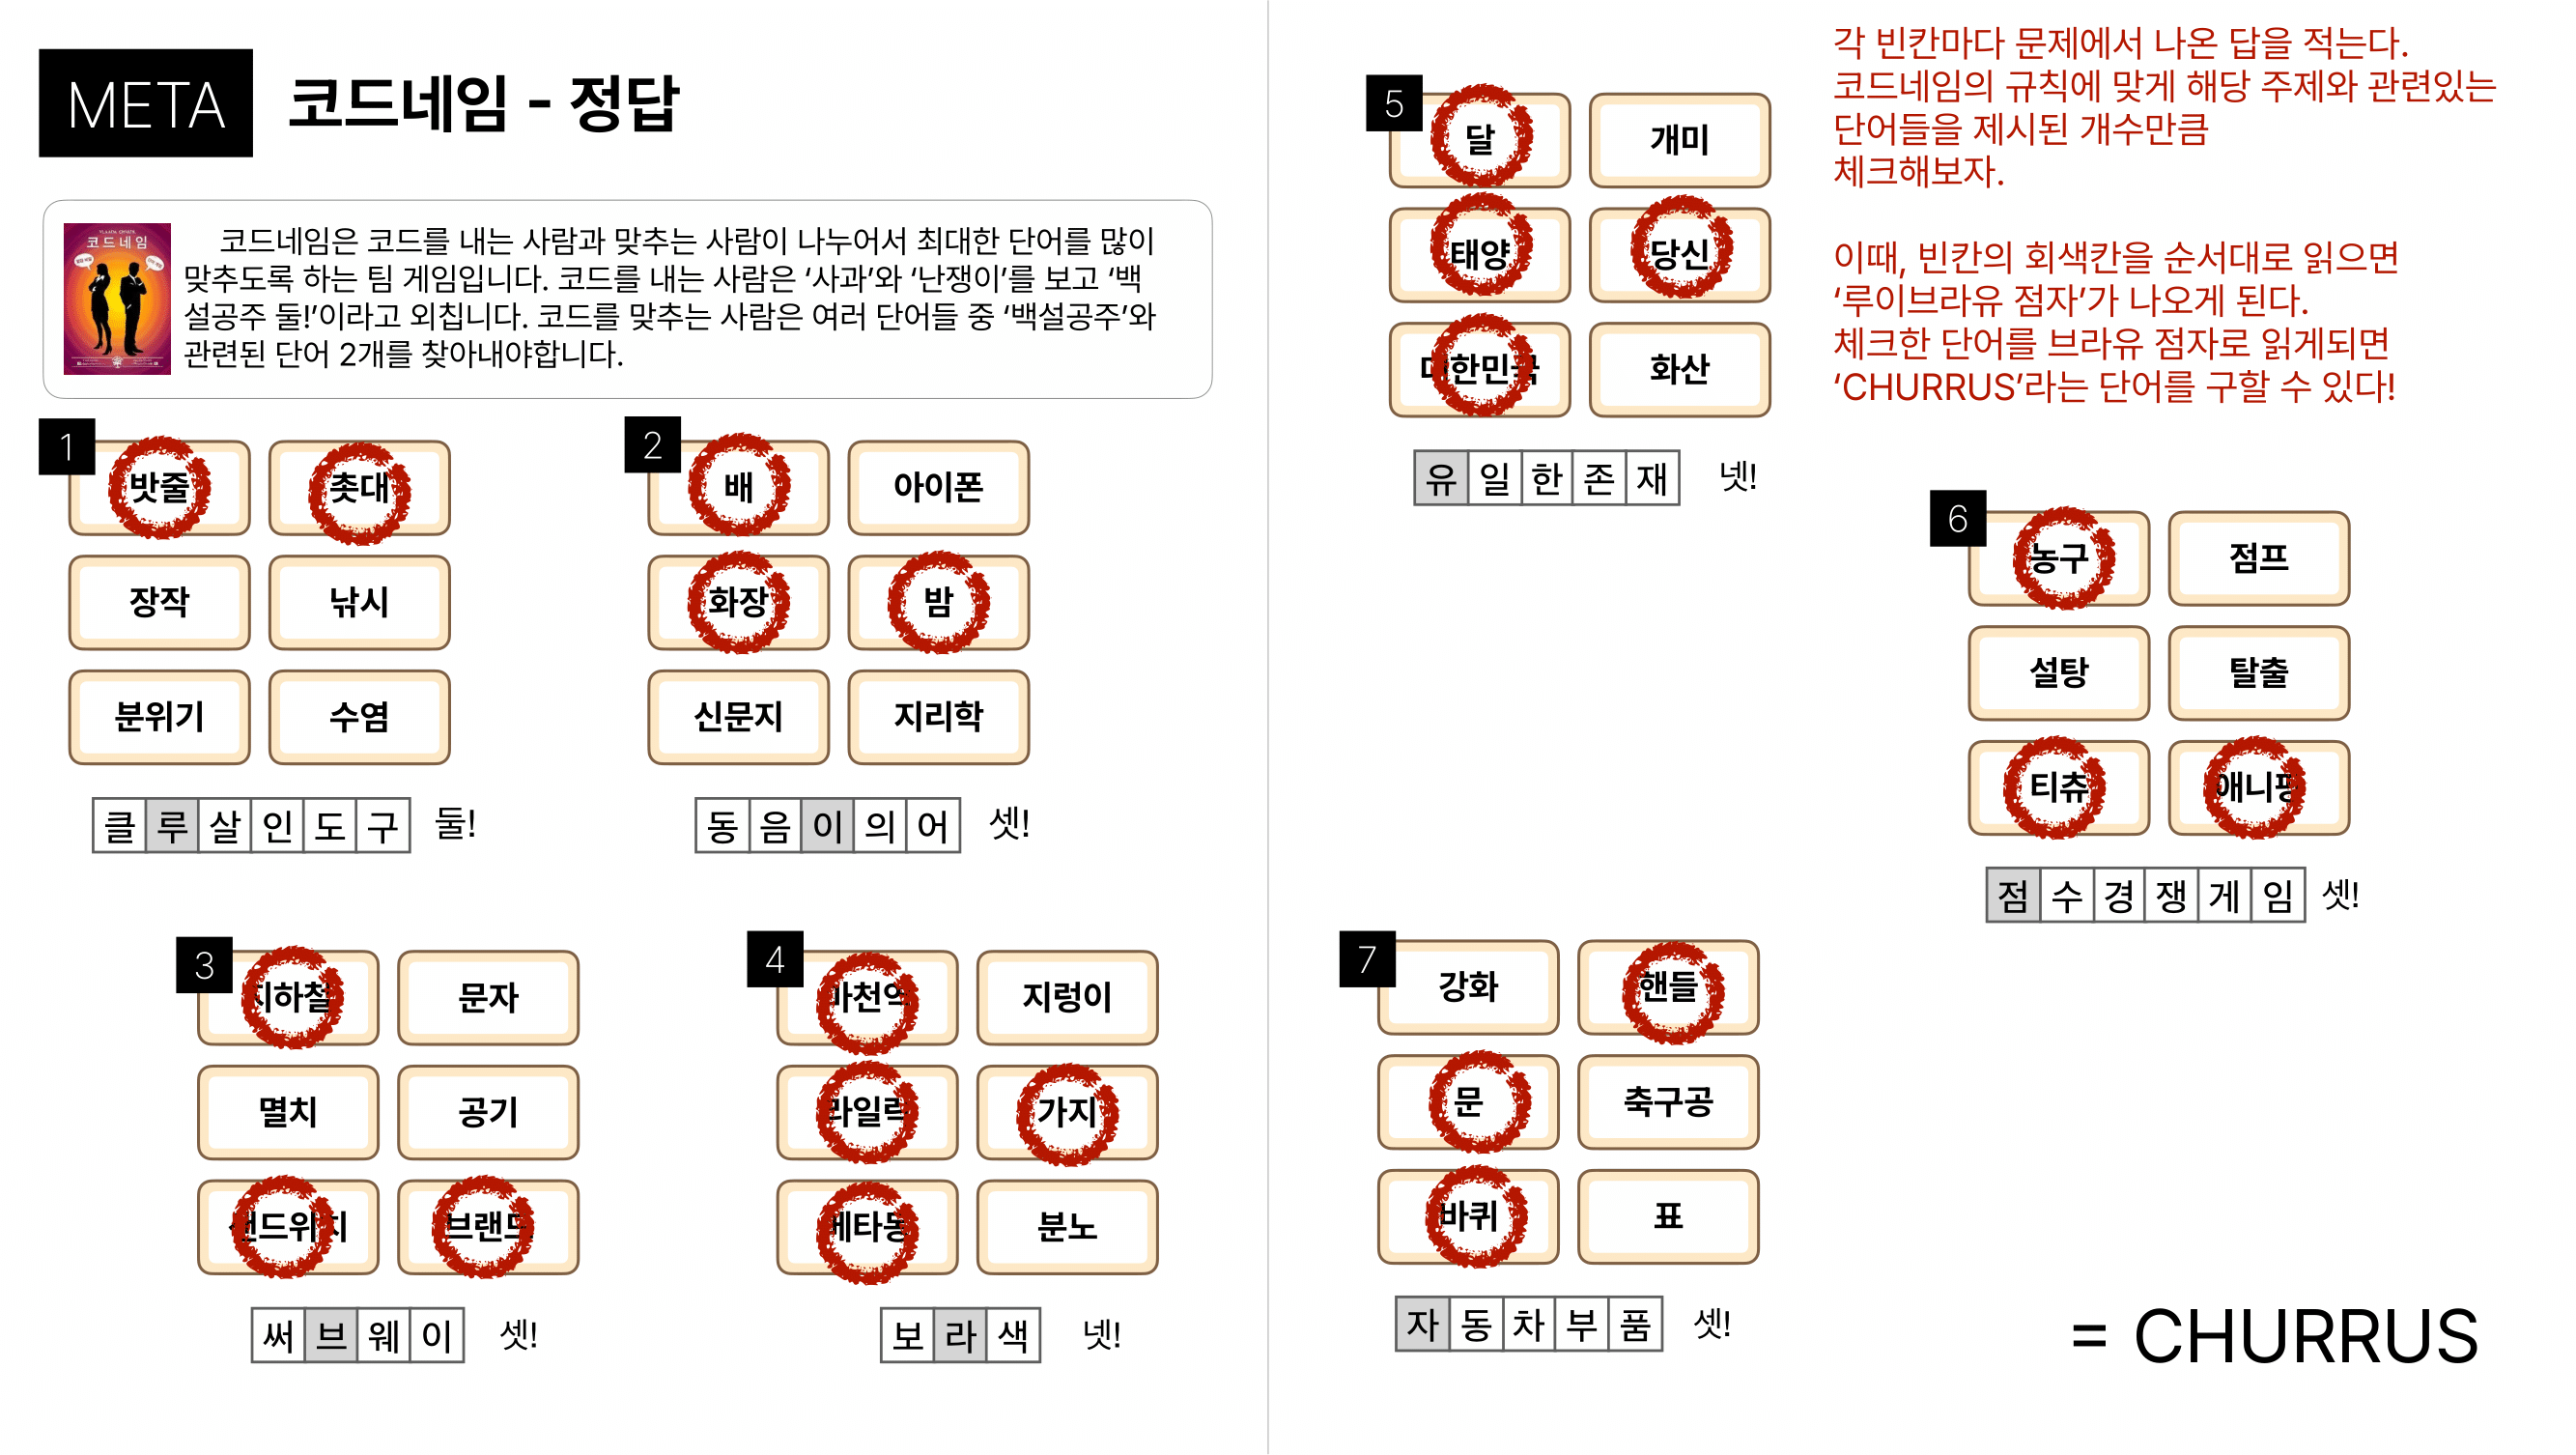 META
코드네임 - 정답
코드네임
코드네임은 코드를 내는 사람과 맞추는 사람이 나누어서 최대한 단어를 많이
맞추도록 하는 팀 게임입니다. 코드를 내는 사람은 ‘사과’와 ‘난쟁이’를 보고 ‘백
설공주 둘!’이라고 외칩니다. 코드를 맞추는 사람은 여러 단어들 중 ‘백설공주’와
관련된 단어 2개를 찾아내야합니다.
1
밧줄 촛대
장작 낚시
분위기 수염
클루살인도구 둘!
2
배 아이폰
화장 밤
신문지 지리학
동음이의어 셋!
3
지하철 문자
멸치 공기
샌드위치 브랜드
써브웨이 셋!
4
지렁이
라일락 가지
메타몽 분노
보라색 넷!
5
달 개미
태양 당신
대한민국 화산
유일한존재 넷!
각 빈칸마다 문제에서 나온 답을 적는다.
코드네임의 규칙에 맞게 해당 주제와 관련있는
단어들을 제시된 개수만큼
체크해보자.
이때, 빈칸의 회색칸을 순서대로 읽으면
‘루이브라유 점자’가 나오게 된다.
체크한 단어를 브라유 점자로 읽게되면
‘CHURRUS’라는 단어를 구할 수 있다!
6
농구 점프
설탕 탈출
티츄 애니팡
점수경쟁게임 셋!
7
강화 핸들
문 축구공
바퀴 표
자동차부품 셋!
= CHURRUS